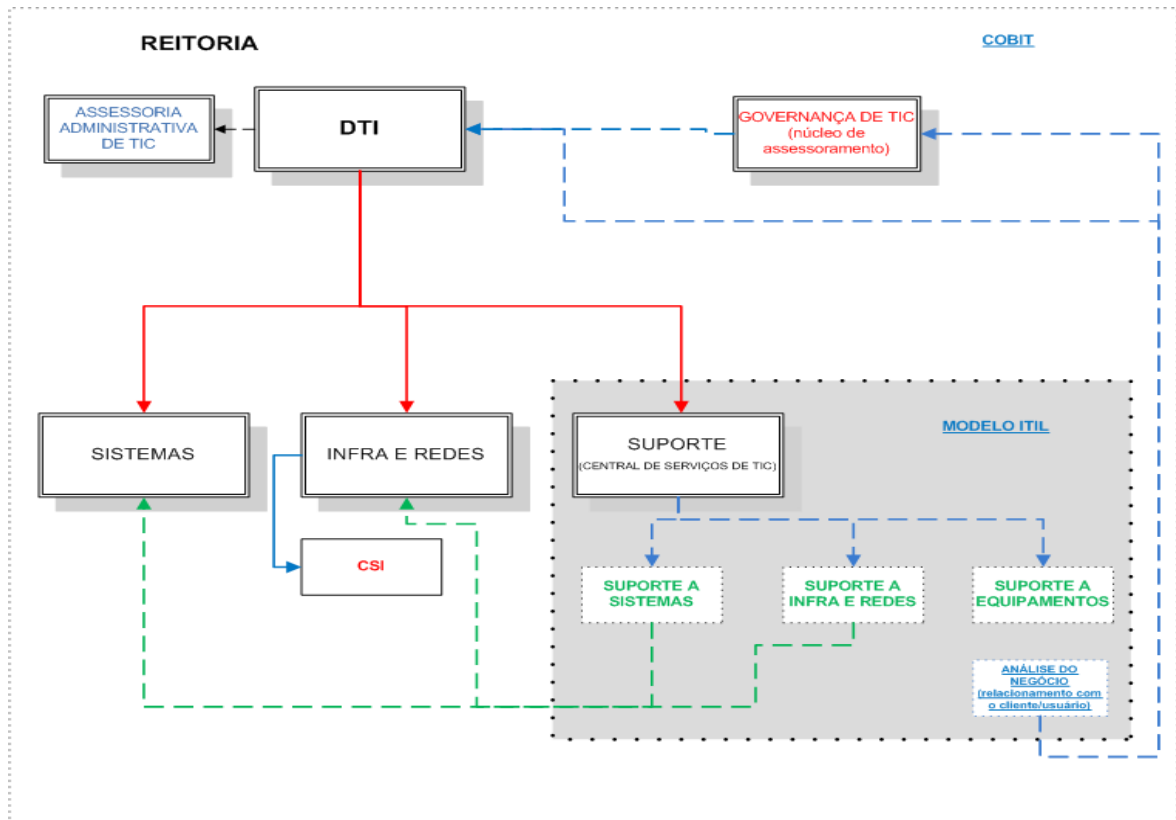 REITORIA
COBIT
ASSESSORIA
ADMINISTRATIVA
DE TIC
DTI
GOVERNANÇA DE TIC
(núcleo de
assessoramento)
MODELO ITIL
SISTEMAS
INFRA E REDES
SUPORTE
(CENTRAL DE SERVIÇOS DE TIC)
CSI
SUPORTE A
SISTEMAS
SUPORTE A
INFRA E REDES
SUPORTE A
EQUIPAMENTOS
ANÁLISE DO
NEGÓCIO
(relacionamento com
o cliente/usuário)